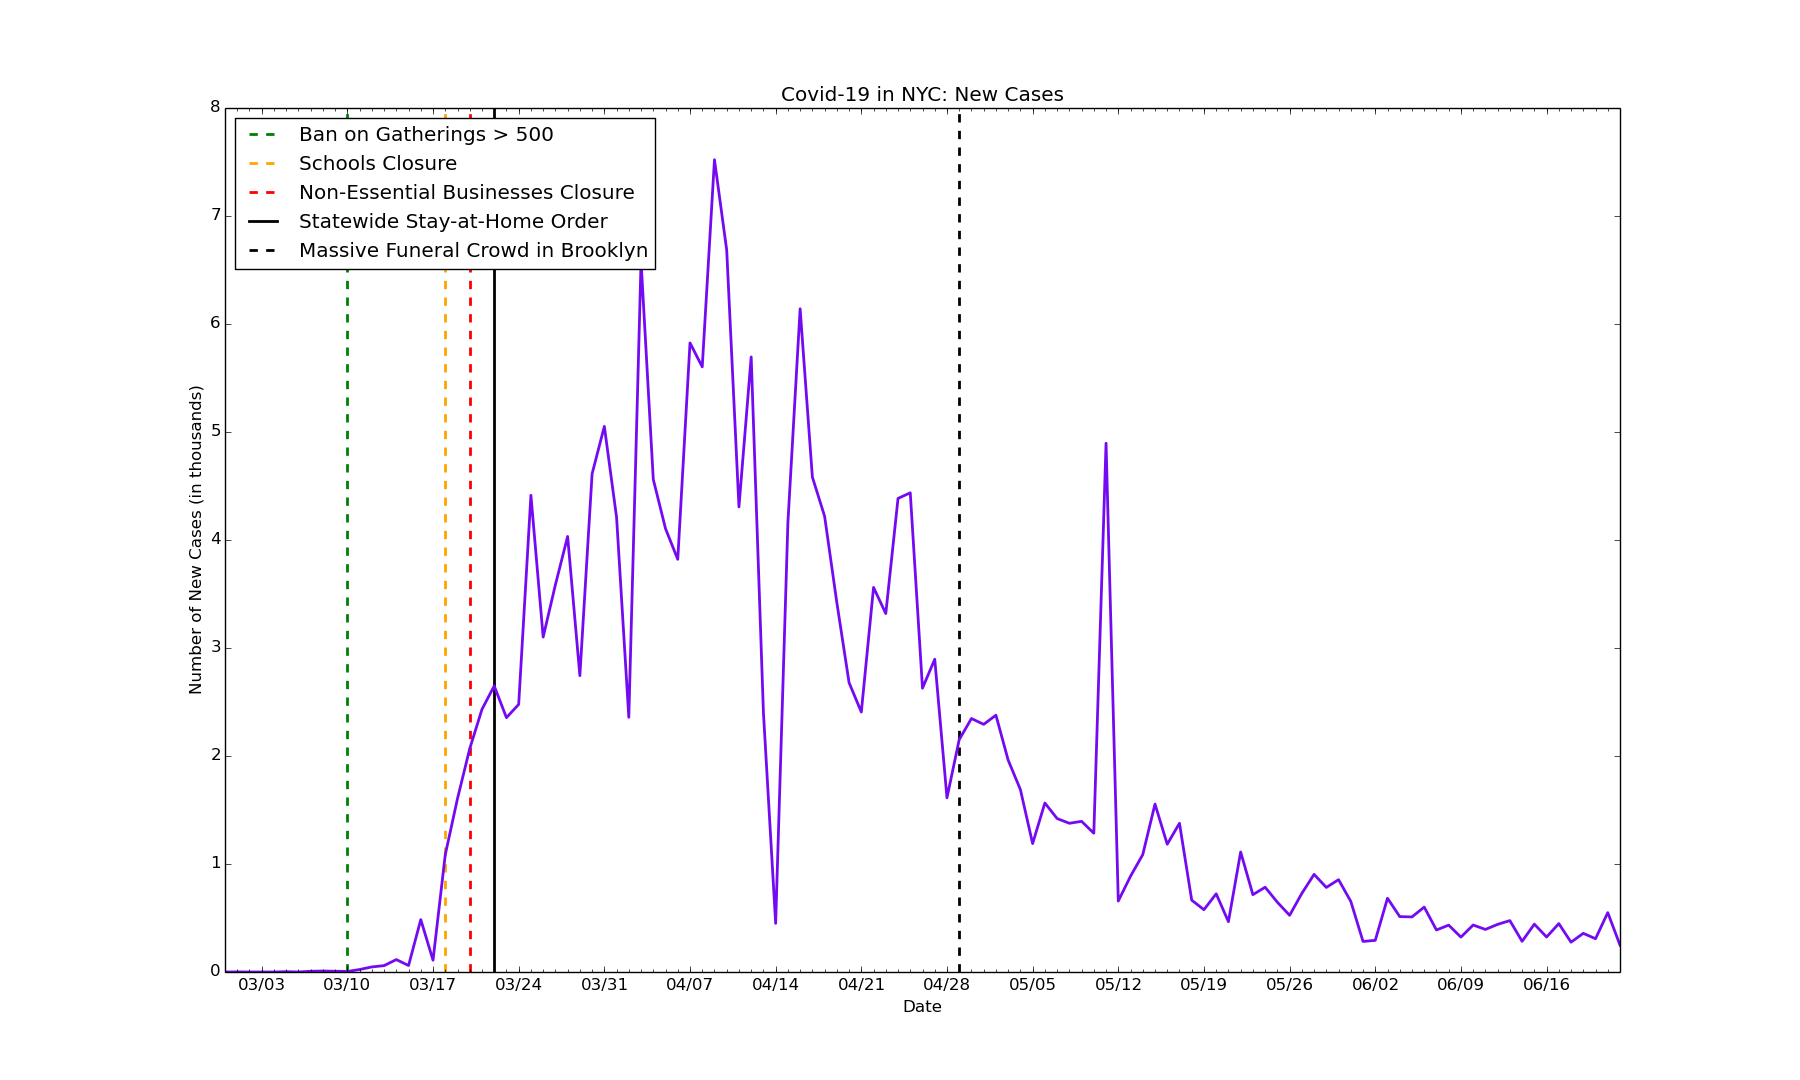 Covid-19 in NYC: New Cases
8
7
6
5
4
3
2
1
0
Number of New Cases (in thousands)
Ban on Gatherings > 500
Schools Closure
Non-Essential Businesses Closure
Statewide Stay-at-Home Order
Massive Funeral Crowd in Brooklyn
03/03 03/10 03/17 03/24 03/31 04/07 04/14 04/21 04/28 05/05 05/12 05/19 05/26 06/02 06/09 06/16
Date